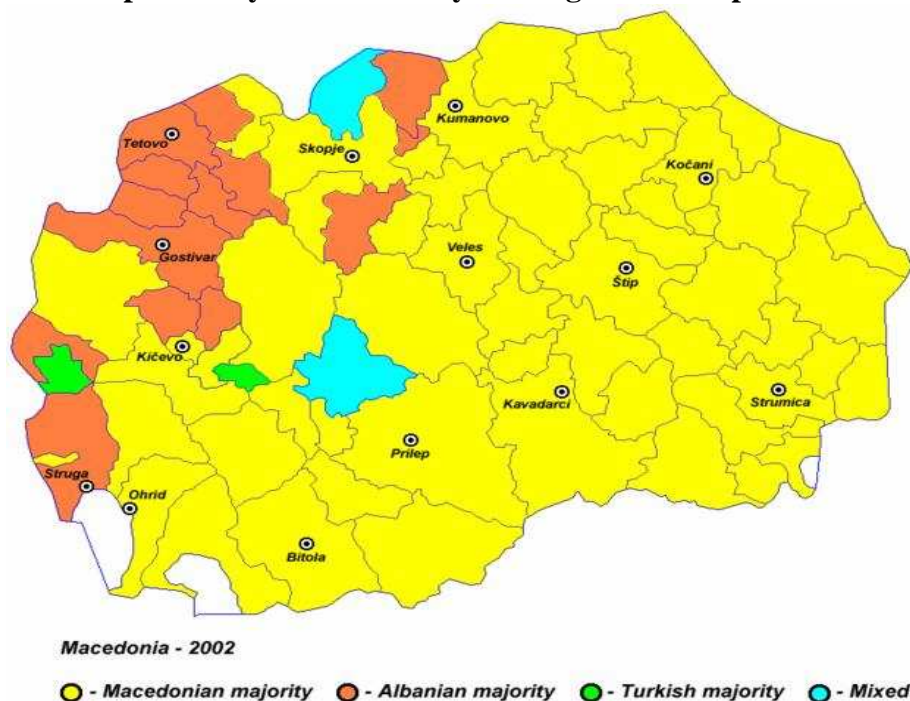 Kumanovo
Tetovo
Skopje
Kočani
Veles
Gostivar
Štip
Kičevo
Kavadarci
Strumica
Prilep
Struga
Ohrid
Bitola
Macedonia - 2002
- Macedonian majority - Albanian majority - Turkish majority - Mixed